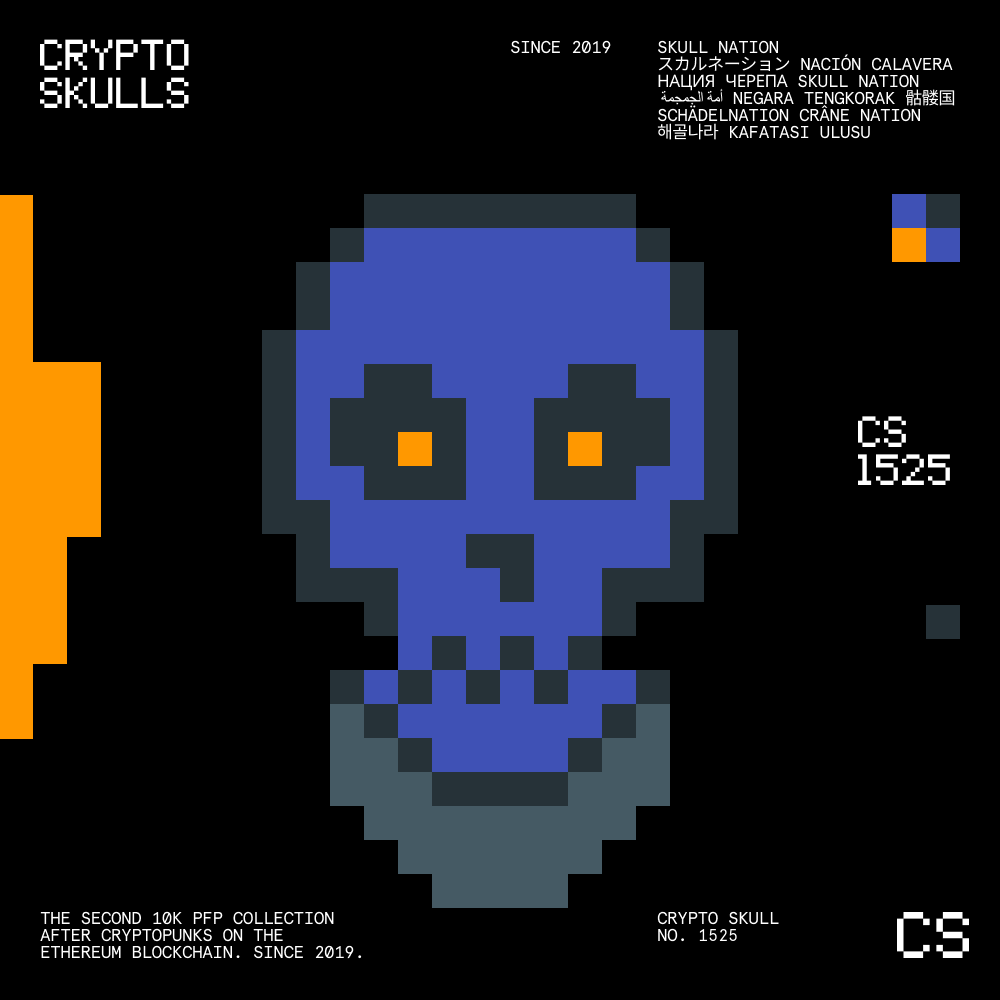 CRYPTO
SKULLS
SINCE 2019
SKULL NATION
スカルネーション NACIÓN CALAVERA
НАЦИЯ ЧЕРЕПА SKULL NATION
أمة الجمجمة NEGARA TENGKORAK 骷髅国
SCHÄDELNATION CRÂNE NATION
해골나라 KAFATASI ULUSU
CS
1525
THE SECOND 10K PFP COLLECTION
AFTER CRYPTOPUNKS ON THE
ETHEREUM BLOCKCHAIN. SINCE 2019.
CRYPTO SKULL
NO. 1525
CS